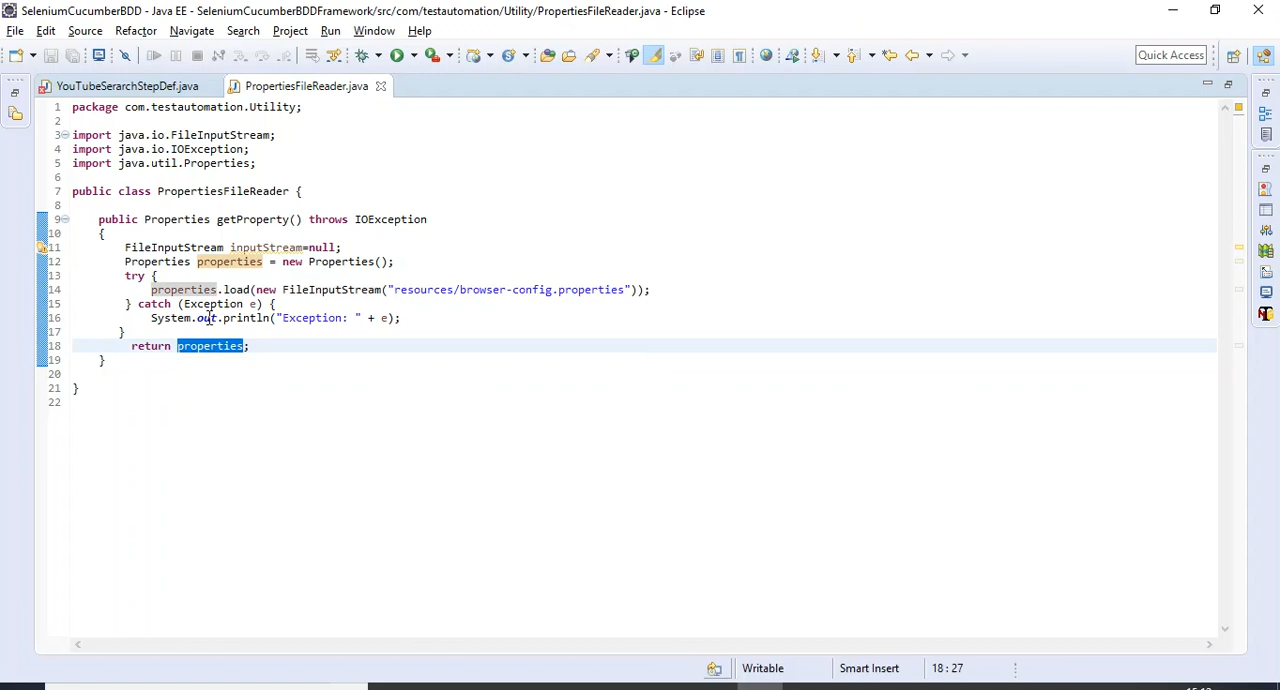 SeleniumCucumberBDD - Java EE - SeleniumCucumberBDDFramework/src/com/testautomation/Utility/PropertiesFileReader.java - Eclipse
File Edit Source Refactor Navigate Search Project Run Window Help
Quick Access
YouTubeSerarchStepDef.java PropertiesFileReader.java
1 package com.testautomation.Utility;
2
3 import java.io.FileInputStream;
4 import java.io.IOException;
5 import java.util.Properties;
6
7 public class PropertiesFileReader {
8
9 public Properties getProperty() throws IOException
10 {
11 FileInputStream inputStream=null;
12 Properties properties = new Properties();
13 try {
14 properties.load(new FileInputStream("resources/browser-config.properties"));
15 } catch (Exception e) {
16 System.out.println("Exception: " + e);
17 }
18 return properties;
19 }
20
21 }
22
Writable Smart Insert 18 : 27